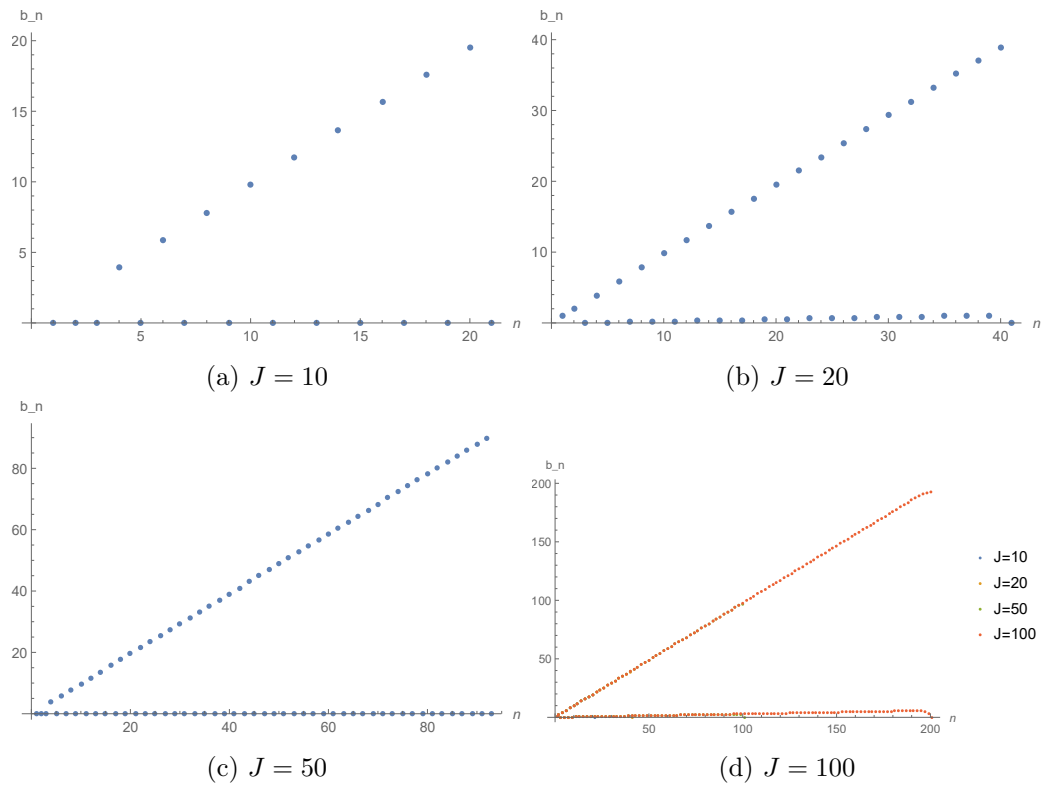 b_n
20
15
10
5
5 10 15 20 n
(a) J = 10
b_n
40
30
20
10
10 20 30 40 n
(b) J = 20
b_n
80
60
40
20
20 40 60 80 n
(c) J = 50
b_n
200
150
100
50
50 100 150 200 n
J=10
J=20
J=50
J=100
(d) J = 100